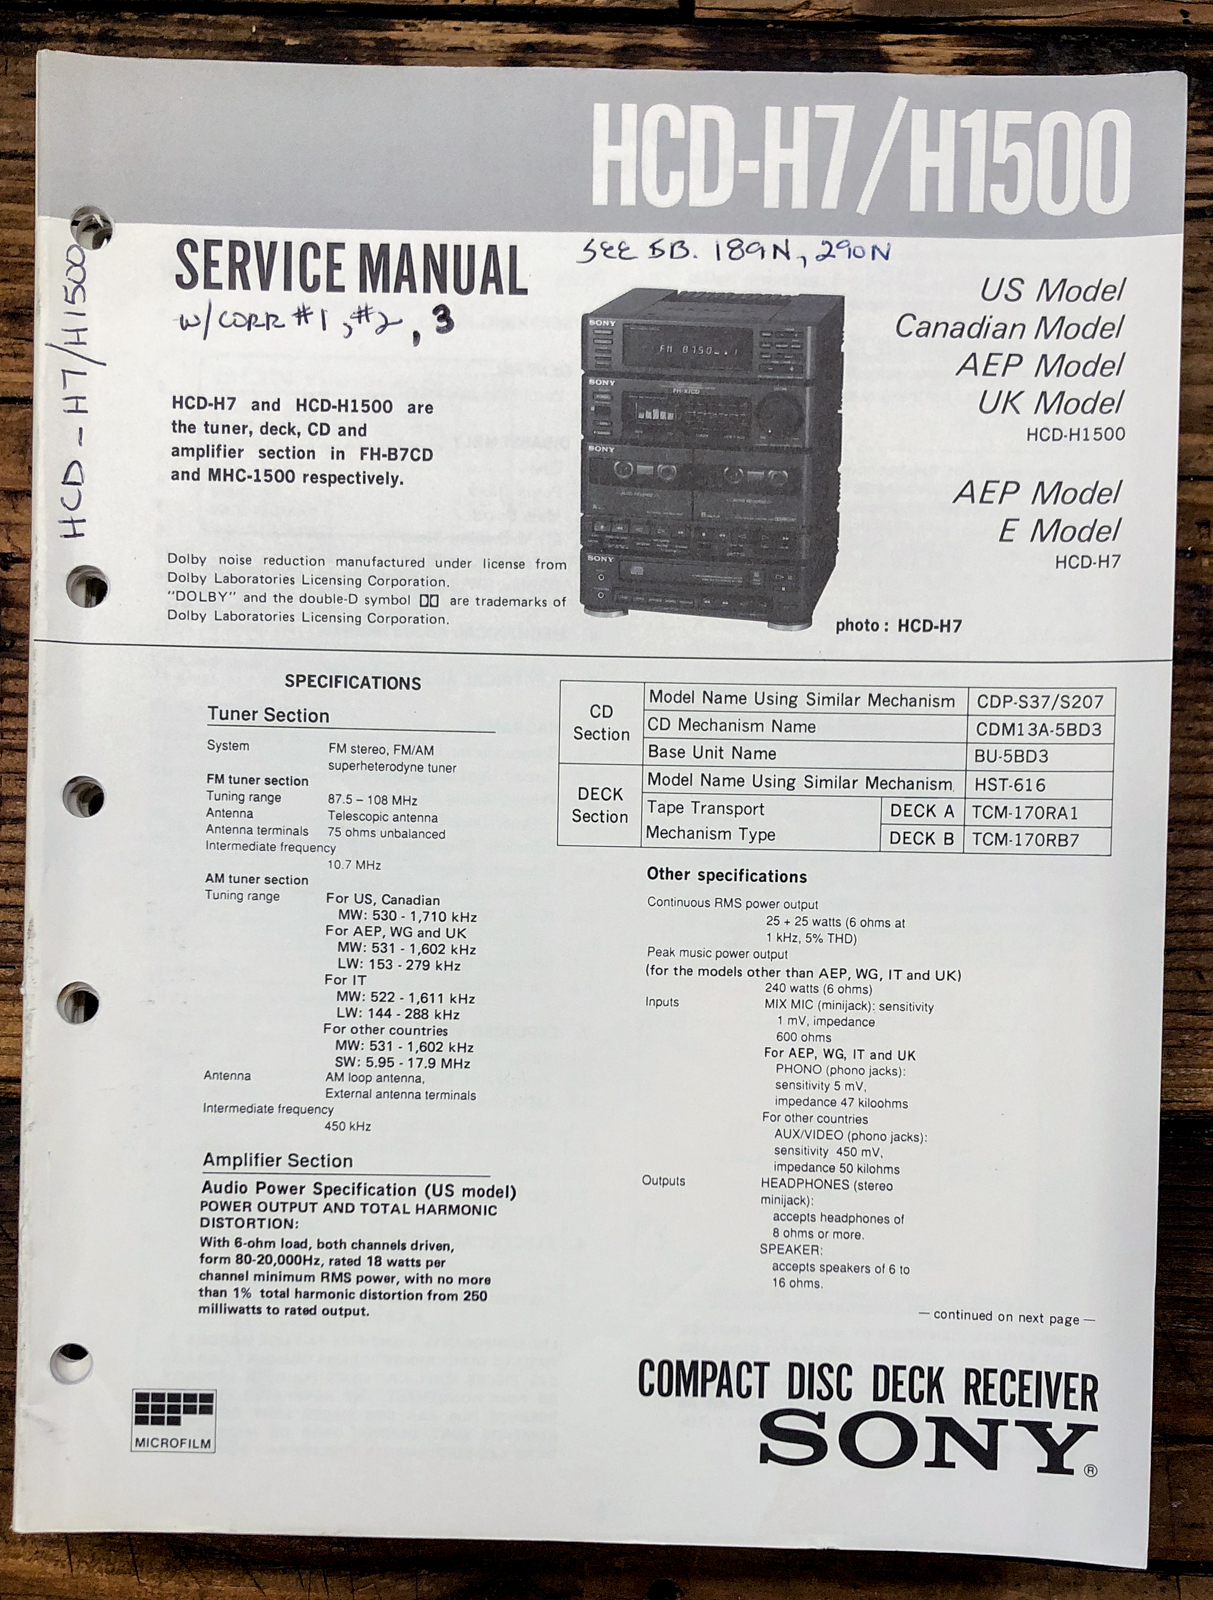 HCD-H7/H1500
SERVICE MANUAL
SEE SB. 189N, 290N
W/CORR #1, #2, 3
HCD-H7/H1500
US Model
Canadian Model
AEP Model
UK Model
HCD-H1500
AEP Model
E Model
HCD-H7
HCD-H7 and HCD-H1500 are
the tuner, deck, CD and
amplifier section in FH-B7CD
and MHC-1500 respectively.
SONY
FM 8750
SONY
SONY
SONY
photo : HCD-H7
Dolby noise reduction manufactured under license from
Dolby Laboratories Licensing Corporation.
"DOLBY" and the double-D symbol are trademarks of
Dolby Laboratories Licensing Corporation.
SPECIFICATIONS
Tuner Section
System FM stereo, FM/AM
superheterodyne tuner
FM tuner section
Tuning range 87.5 – 108 MHz
Antenna Telescopic antenna
Antenna terminals 75 ohms unbalanced
Intermediate frequency
10.7 MHz
AM tuner section
Tuning range For US, Canadian
MW: 530 - 1,710 kHz
For AEP, WG and UK
MW: 531 - 1,602 kHz
LW: 153 - 279 kHz
For IT
MW: 522 - 1,611 kHz
LW: 144 - 288 kHz
For other countries
MW: 531 - 1,602 kHz
SW: 5.95 - 17.9 MHz
Antenna AM loop antenna,
External antenna terminals
Intermediate frequency
450 kHz
Amplifier Section
Audio Power Specification (US model)
POWER OUTPUT AND TOTAL HARMONIC
DISTORTION:
With 6-ohm load, both channels driven,
form 80-20,000Hz, rated 18 watts per
channel minimum RMS power, with no more
than 1% total harmonic distortion from 250
milliwatts to rated output.
CD Section
Model Name Using Similar Mechanism CDP-S37/S207
CD Mechanism Name CDM13A-5BD3
Base Unit Name BU-5BD3
DECK Section
Model Name Using Similar Mechanism HST-616
Tape Transport DECK A TCM-170RA1
Mechanism Type DECK B TCM-170RB7
Other specifications
Continuous RMS power output
25 + 25 watts (6 ohms at
1 kHz, 5% THD)
Peak music power output
(for the models other than AEP, WG, IT and UK)
240 watts (6 ohms)
Inputs MIX MIC (minijack): sensitivity
1 mV, impedance
600 ohms
For AEP, WG, IT and UK
PHONO (phono jacks):
sensitivity 5 mV,
impedance 47 kiloohms
For other countries
AUX/VIDEO (phono jacks):
sensitivity 450 mV,
impedance 50 kilohms
Outputs HEADPHONES (stereo
minijack):
accepts headphones of
8 ohms or more.
SPEAKER:
accepts speakers of 6 to
16 ohms.
— continued on next page —
MICROFILM
COMPACT DISC DECK RECEIVER
SONY®